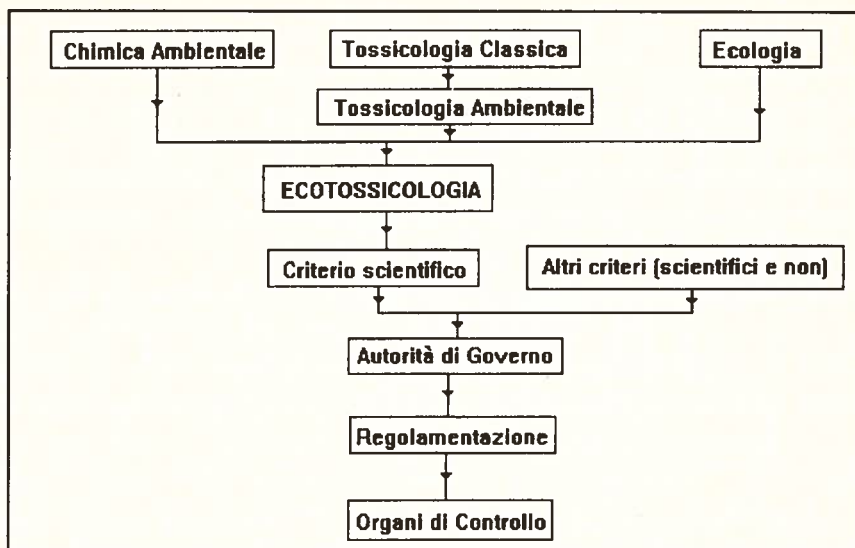 Chimica Ambientale
Tossicologia Classica
Ecologia
Tossicologia Ambientale
ECOTOSSICOLOGIA
Criterio scientifico
Altri criteri (scientifici e non)
Autorità di Governo
Regolamentazione
Organi di Controllo